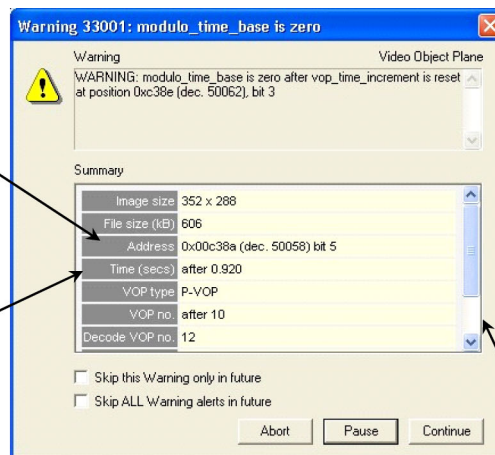 Warning 33001: modulo_time_base is zero
Warning Video Object Plane
WARNING: modulo_time_base is zero after vop_time_increment is reset
at position 0xc38e (dec. 50062), bit 3
Summary
Image size 352 x 288
File size (kB) 606
Address 0x00c38a (dec. 50058) bit 5
Time (secs) after 0.920
VOP type P-VOP
VOP no. after 10
Decode VOP no. 12
Skip this Warning only in future
Skip ALL Warning alerts in future
Abort Pause Continue